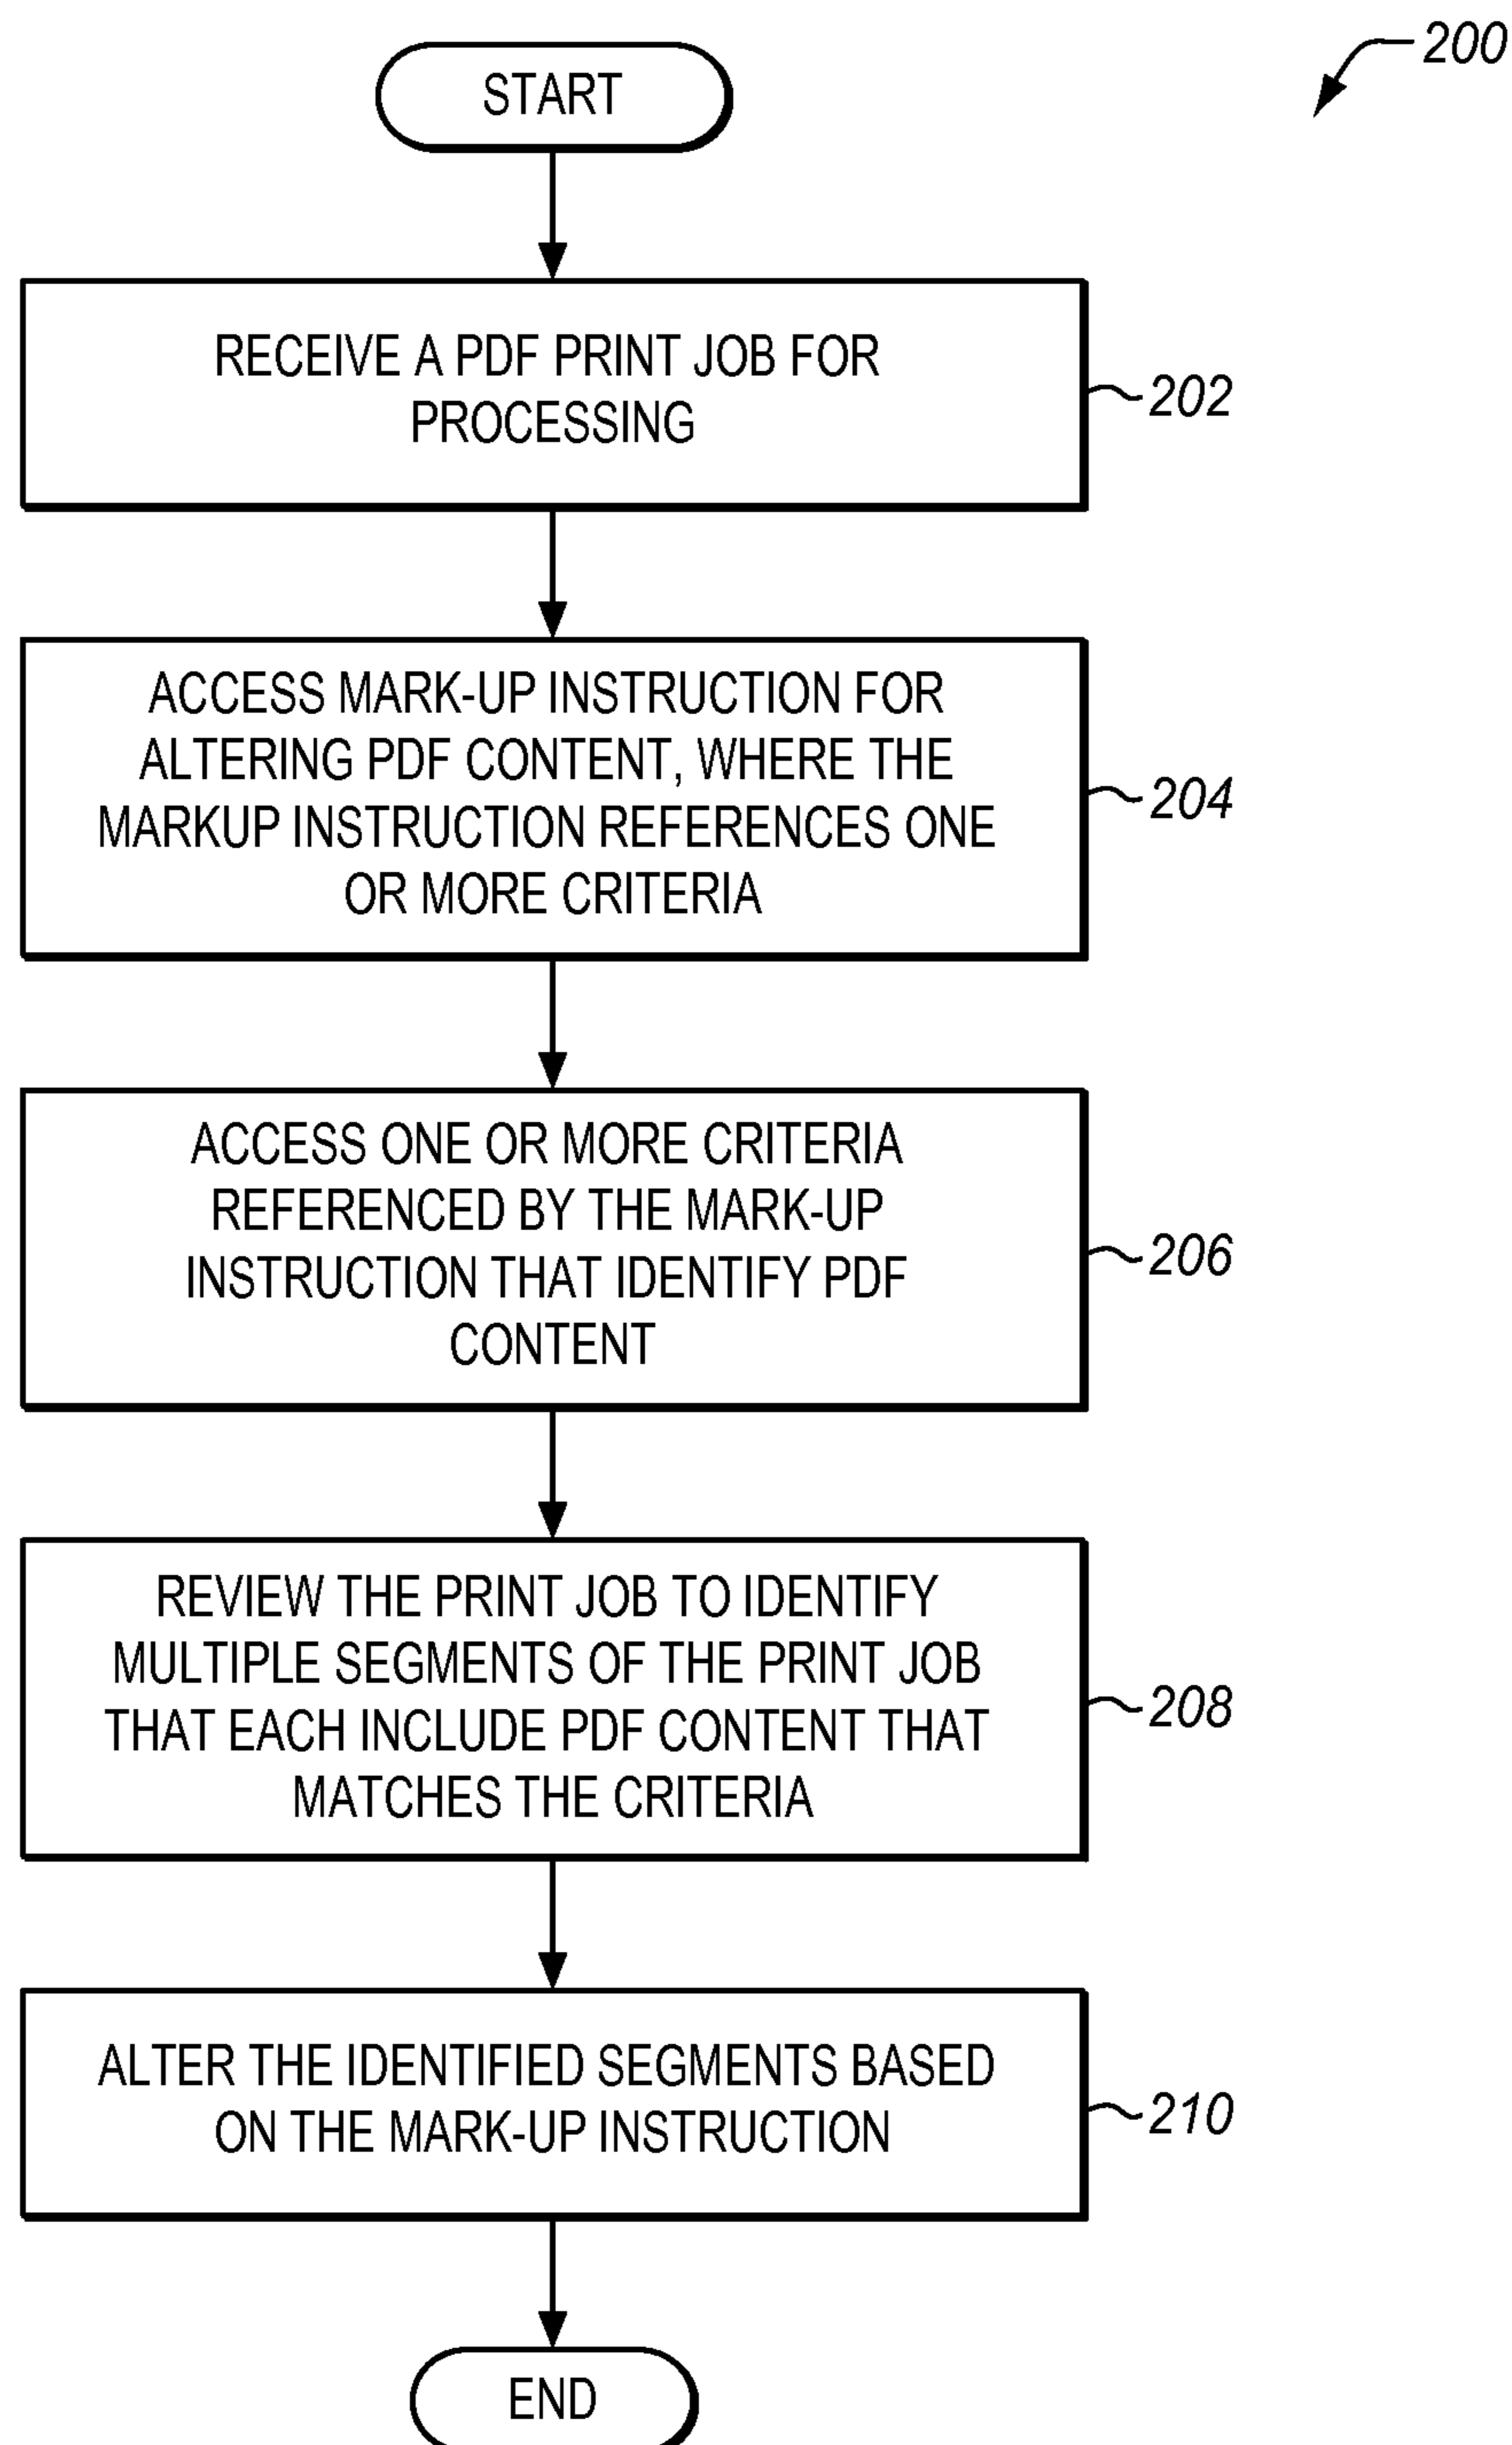 200
START
RECEIVE A PDF PRINT JOB FOR
PROCESSING
202
ACCESS MARK-UP INSTRUCTION FOR
ALTERING PDF CONTENT, WHERE THE
MARKUP INSTRUCTION REFERENCES ONE
OR MORE CRITERIA
204
ACCESS ONE OR MORE CRITERIA
REFERENCED BY THE MARK-UP
INSTRUCTION THAT IDENTIFY PDF
CONTENT
206
REVIEW THE PRINT JOB TO IDENTIFY
MULTIPLE SEGMENTS OF THE PRINT JOB
THAT EACH INCLUDE PDF CONTENT THAT
MATCHES THE CRITERIA
208
ALTER THE IDENTIFIED SEGMENTS BASED
ON THE MARK-UP INSTRUCTION
210
END